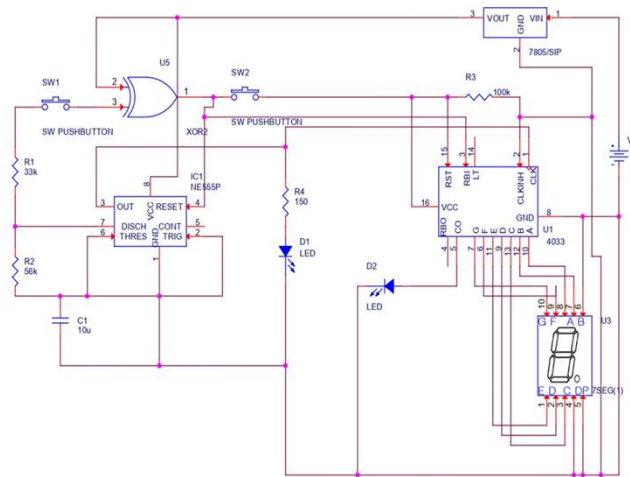 3 VOUT VIN 1
GND
2 7805/SIP
U5
SW1 2 1 SW2 R3
3 100k
SW PUSHBUTTON XOR2 SW PUSHBUTTON
R1
33k
IC1
NE555P
8
3 OUT VCC RESET 4
7 DISCH CONT 5
6 THRES GND TRIG 2
1
R2
56k
C1
10u
R4
150
D1
LED
D2
LED
15 3 14 2 1
RST RBI LT CLKINH CLK
16 VCC GND 8
RBO CO G F E D C B A U1
4 5 7 6 11 9 13 12 10 4033
V
10 9 8 7 6
G F A B U3
E D C DP 7SEG(1)
1 2 3 4 5